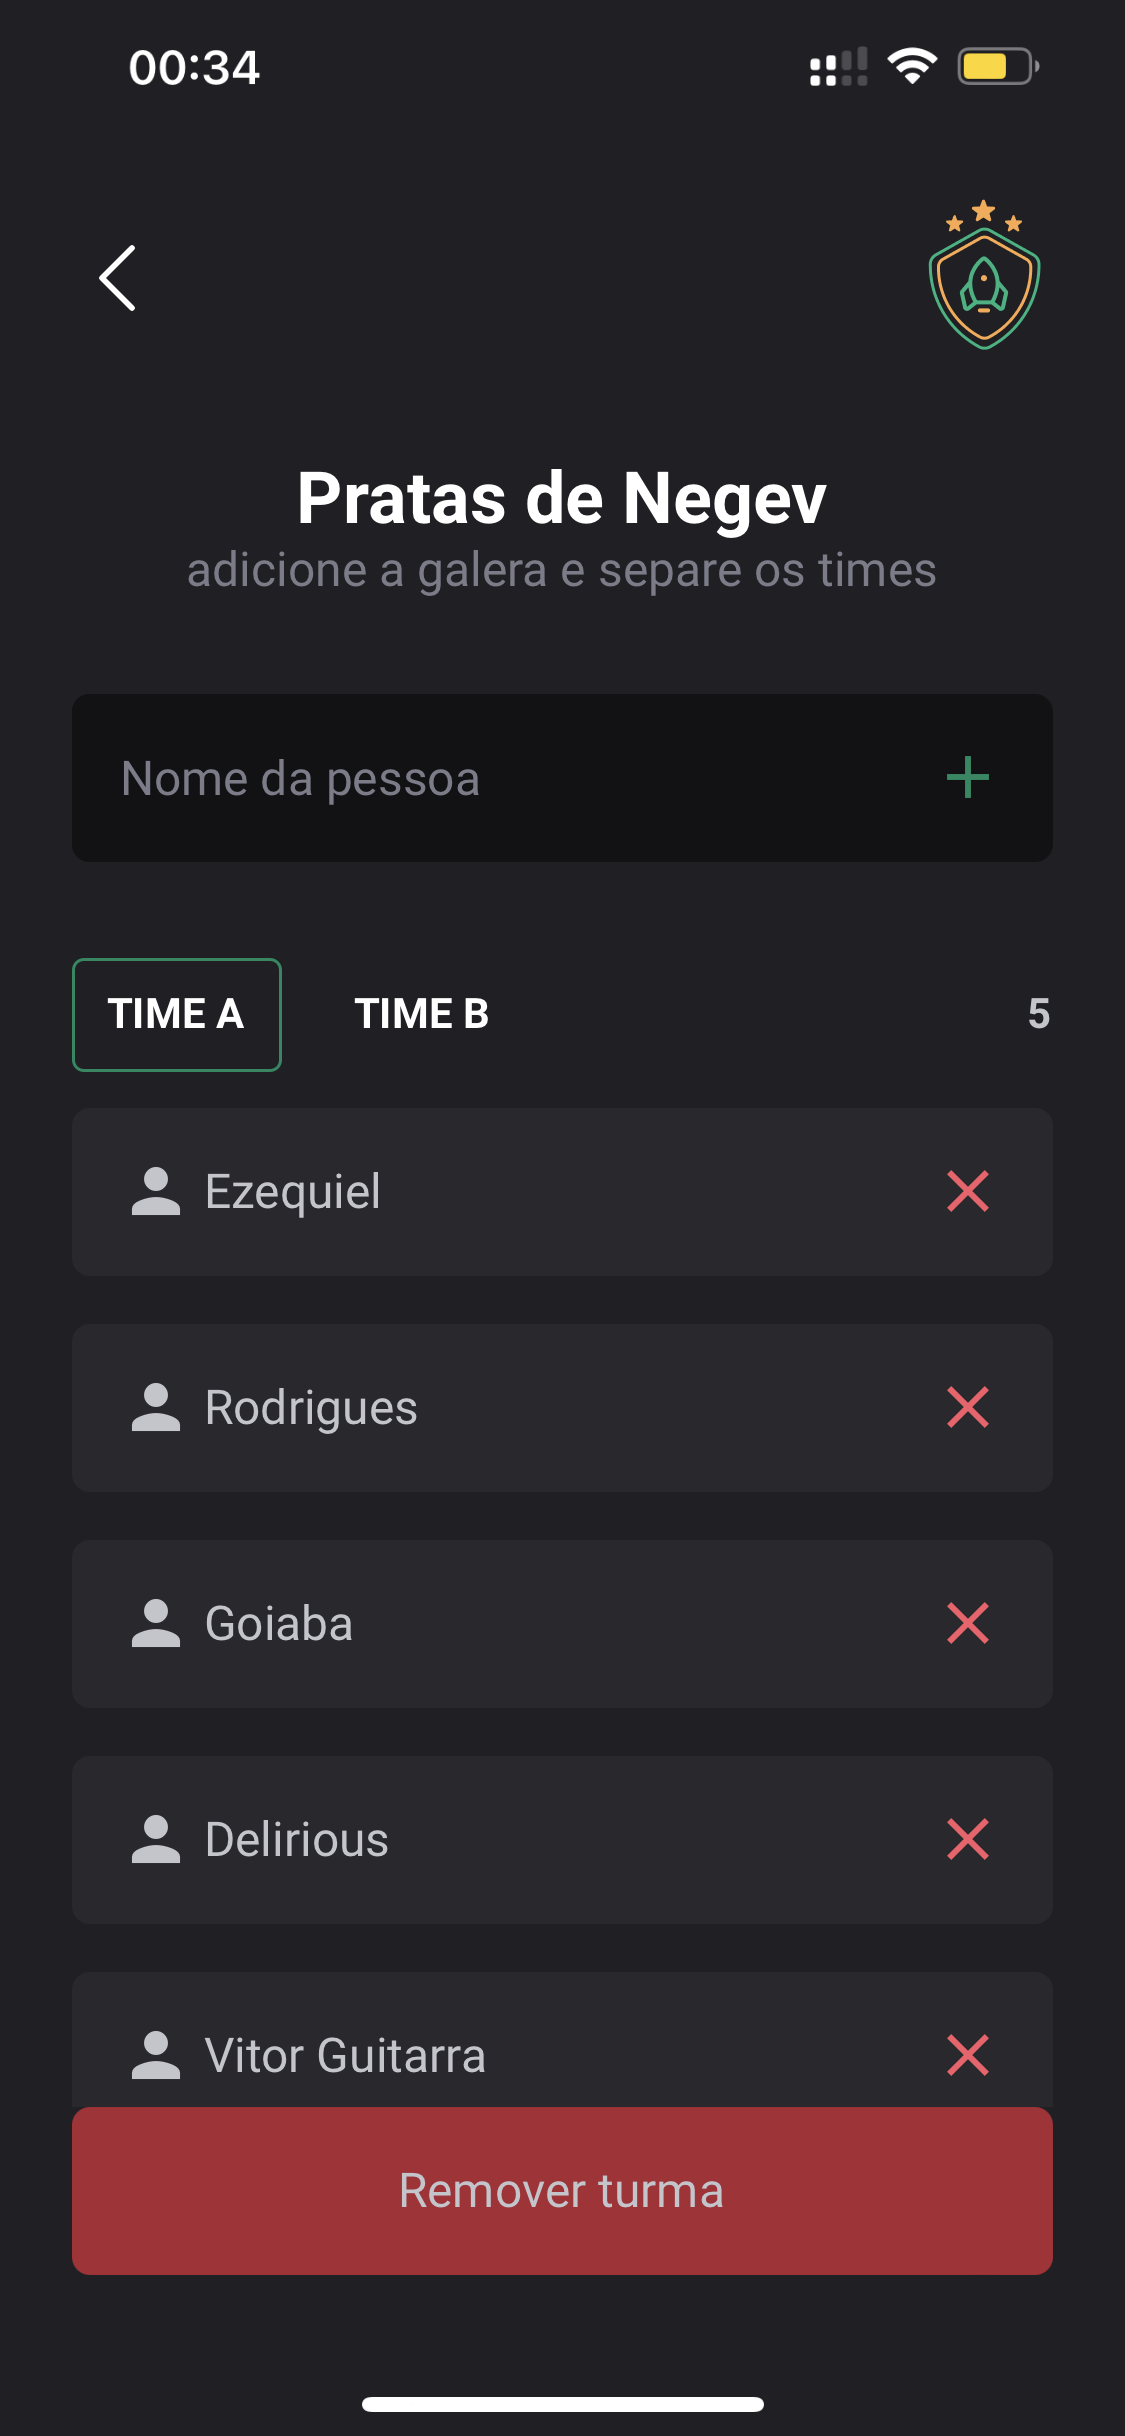 00:34
Pratas de Negev
adicione a galera e separe os times
Nome da pessoa
TIME A TIME B 5
Ezequiel
Rodrigues
Goiaba
Delirious
Vitor Guitarra
Remover turma